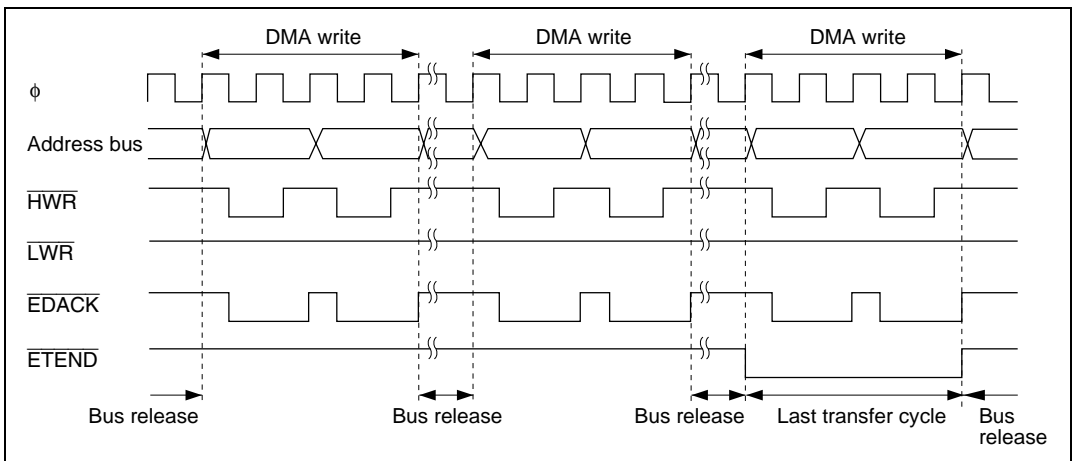 DMA write DMA write DMA write
ϕ
Address bus
HWR
LWR
EDACK
ETEND
Bus release Bus release Bus release Last transfer cycle Bus
release